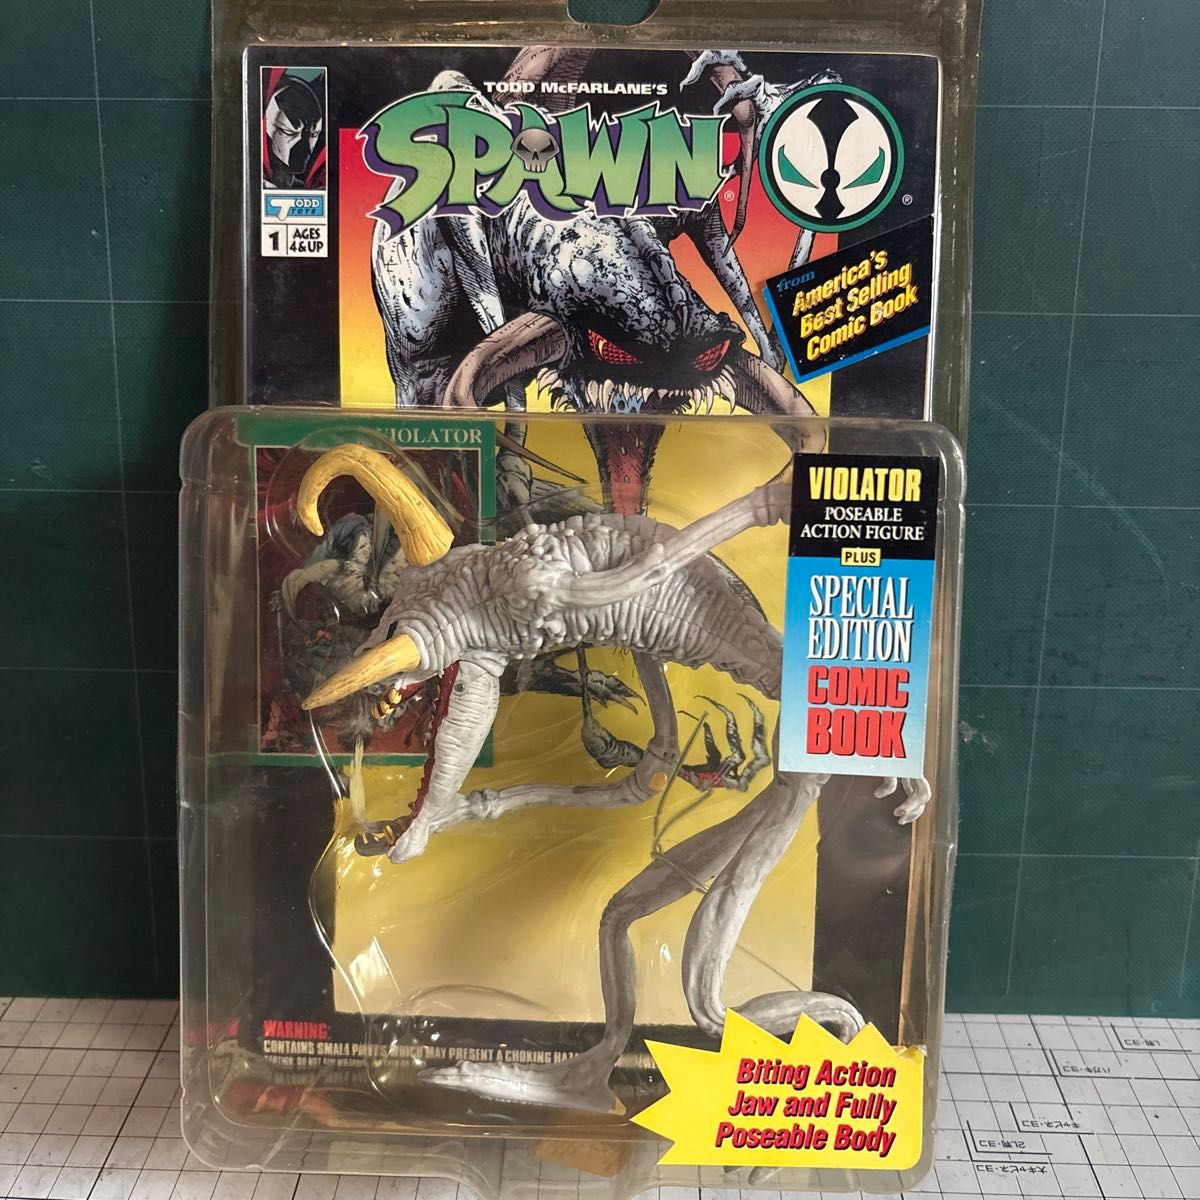 TODD McFARLANE'S
SPAWN
®
®
TODD
TOYS
1
AGES
4&UP
from
America's
Best Selling
Comic Book
VIOLATOR
VIOLATOR
POSEABLE
ACTION FIGURE
PLUS
SPECIAL
EDITION
COMIC
BOOK
WARNING:
CONTAINS SMALL PARTS WHICH MAY PRESENT A CHOKING HAZA
Biting Action
Jaw and Fully
Poseable Body